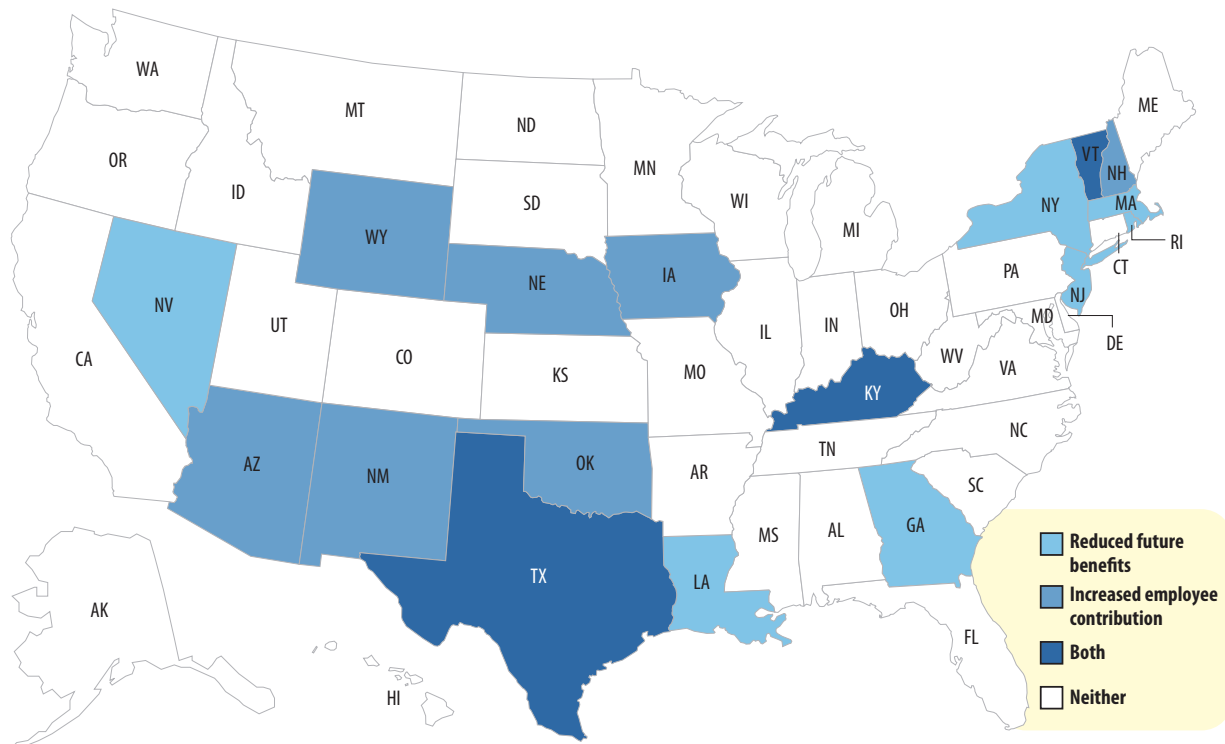 WA
MT
ND
ME
OR
MN
VT
ID
NH
SD
WI
NY
MA
WY
MI
RI
IA
CT
PA
NE
NV
NJ
OH
MD
UT
IL
IN
DE
CA
CO
WV
VA
KS
MO
KY
NC
TN
AZ
OK
NM
AR
SC
GA
MS
AL
TX
LA
AK
FL
HI
Reduced future
benefits
Increased employee
contribution
Both
Neither